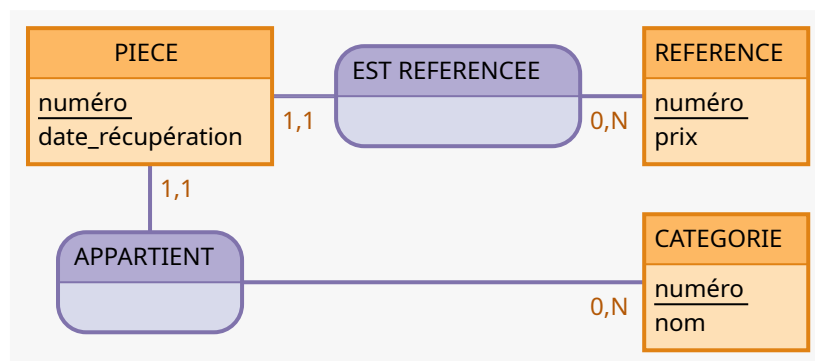 PIECE
numéro
date_récupération
1,1
EST REFERENCEE
0,N
REFERENCE
numéro
prix
1,1
APPARTIENT
0,N
CATEGORIE
numéro
nom